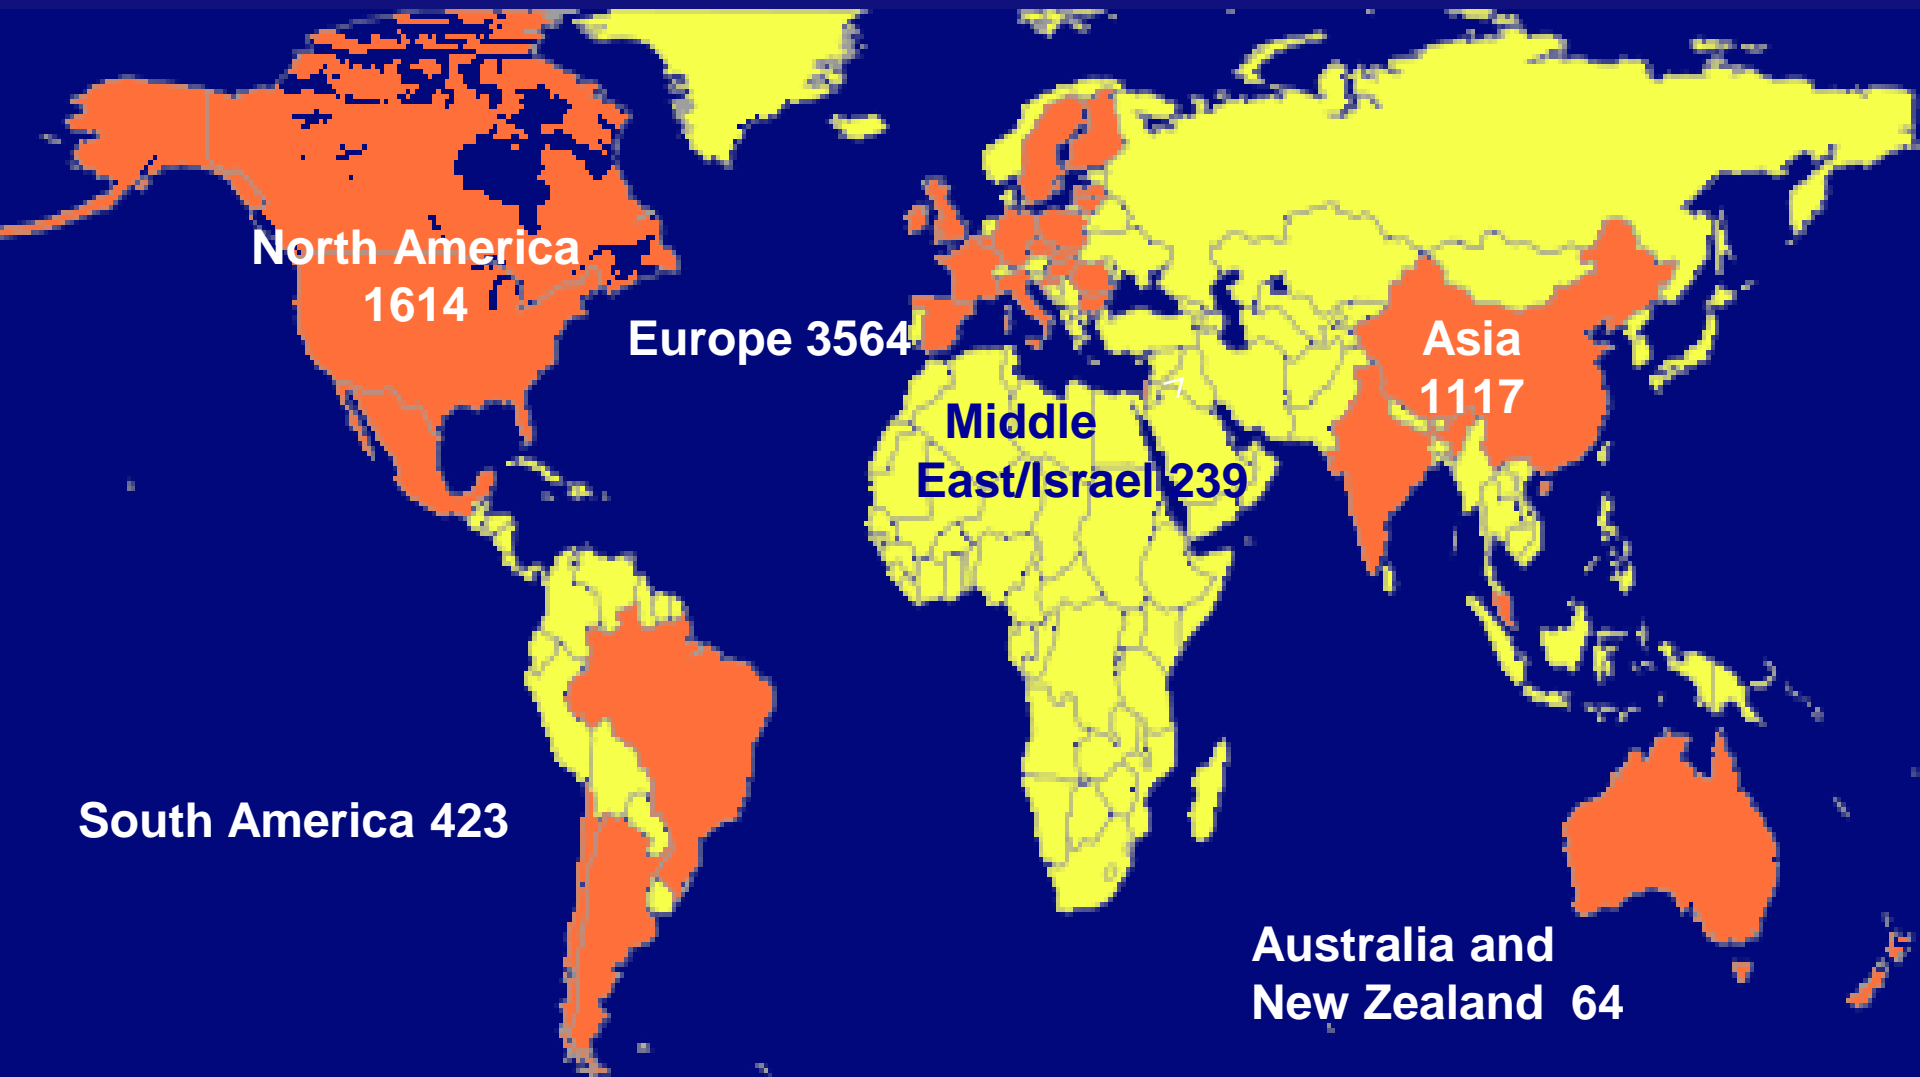 North America
1614
Europe 3564
Asia
1117
Middle
East/Israel 239
South America 423
Australia and
New Zealand 64